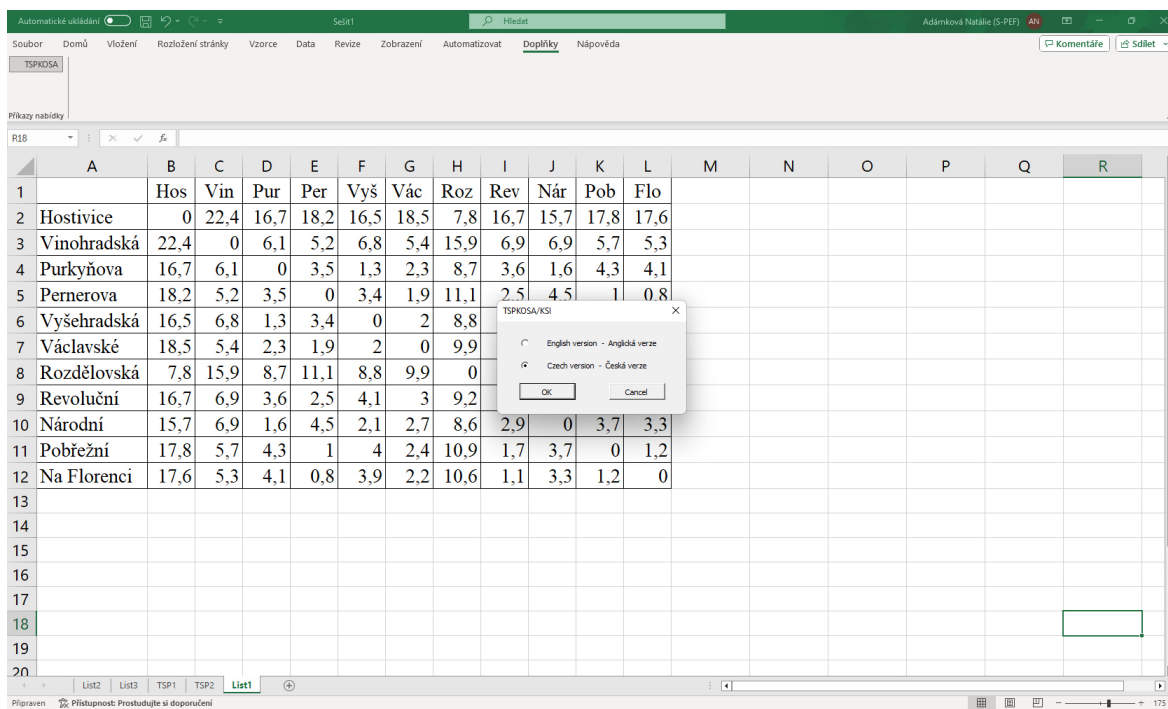 Automatické ukládání Sešit1 Hledat Adámková Natálie (S-PEF) AN
Soubor Domů Vložení Rozložení stránky Vzorce Data Revize Zobrazení Automatizovat Doplňky Nápověda Komentáře Sdílet
TSPKOSA
Příkazy nabídky
R18 fx
A B C D E F G H I J K L M N O P Q R
1 Hos Vin Pur Per Vyš Vác Roz Rev Nár Pob Flo
2 Hostivice 0 22,4 16,7 18,2 16,5 18,5 7,8 16,7 15,7 17,8 17,6
3 Vinohradská 22,4 0 6,1 5,2 6,8 5,4 15,9 6,9 6,9 5,7 5,3
4 Purkyňova 16,7 6,1 0 3,5 1,3 2,3 8,7 3,6 1,6 4,3 4,1
5 Pernerova 18,2 5,2 3,5 0 3,4 1,9 11,1 2,5 4,5 1 0,8
6 Vyšehradská 16,5 6,8 1,3 3,4 0 2 8,8
7 Václavské 18,5 5,4 2,3 1,9 2 0 9,9
8 Rozdělovská 7,8 15,9 8,7 11,1 8,8 9,9 0
9 Revoluční 16,7 6,9 3,6 2,5 4,1 3 9,2
10 Národní 15,7 6,9 1,6 4,5 2,1 2,7 8,6 2,9 0 3,7 3,3
11 Pobřežní 17,8 5,7 4,3 1 4 2,4 10,9 1,7 3,7 0 1,2
12 Na Florenci 17,6 5,3 4,1 0,8 3,9 2,2 10,6 1,1 3,3 1,2 0
13
14
15
16
17
18
19
20
TSPKOSA/KSI
English version - Anglická verze
Czech version - Česká verze
OK Cancel
List2 List3 TSP1 TSP2 List1
Připraven Přístupnost: Prostudujte si doporučení 175